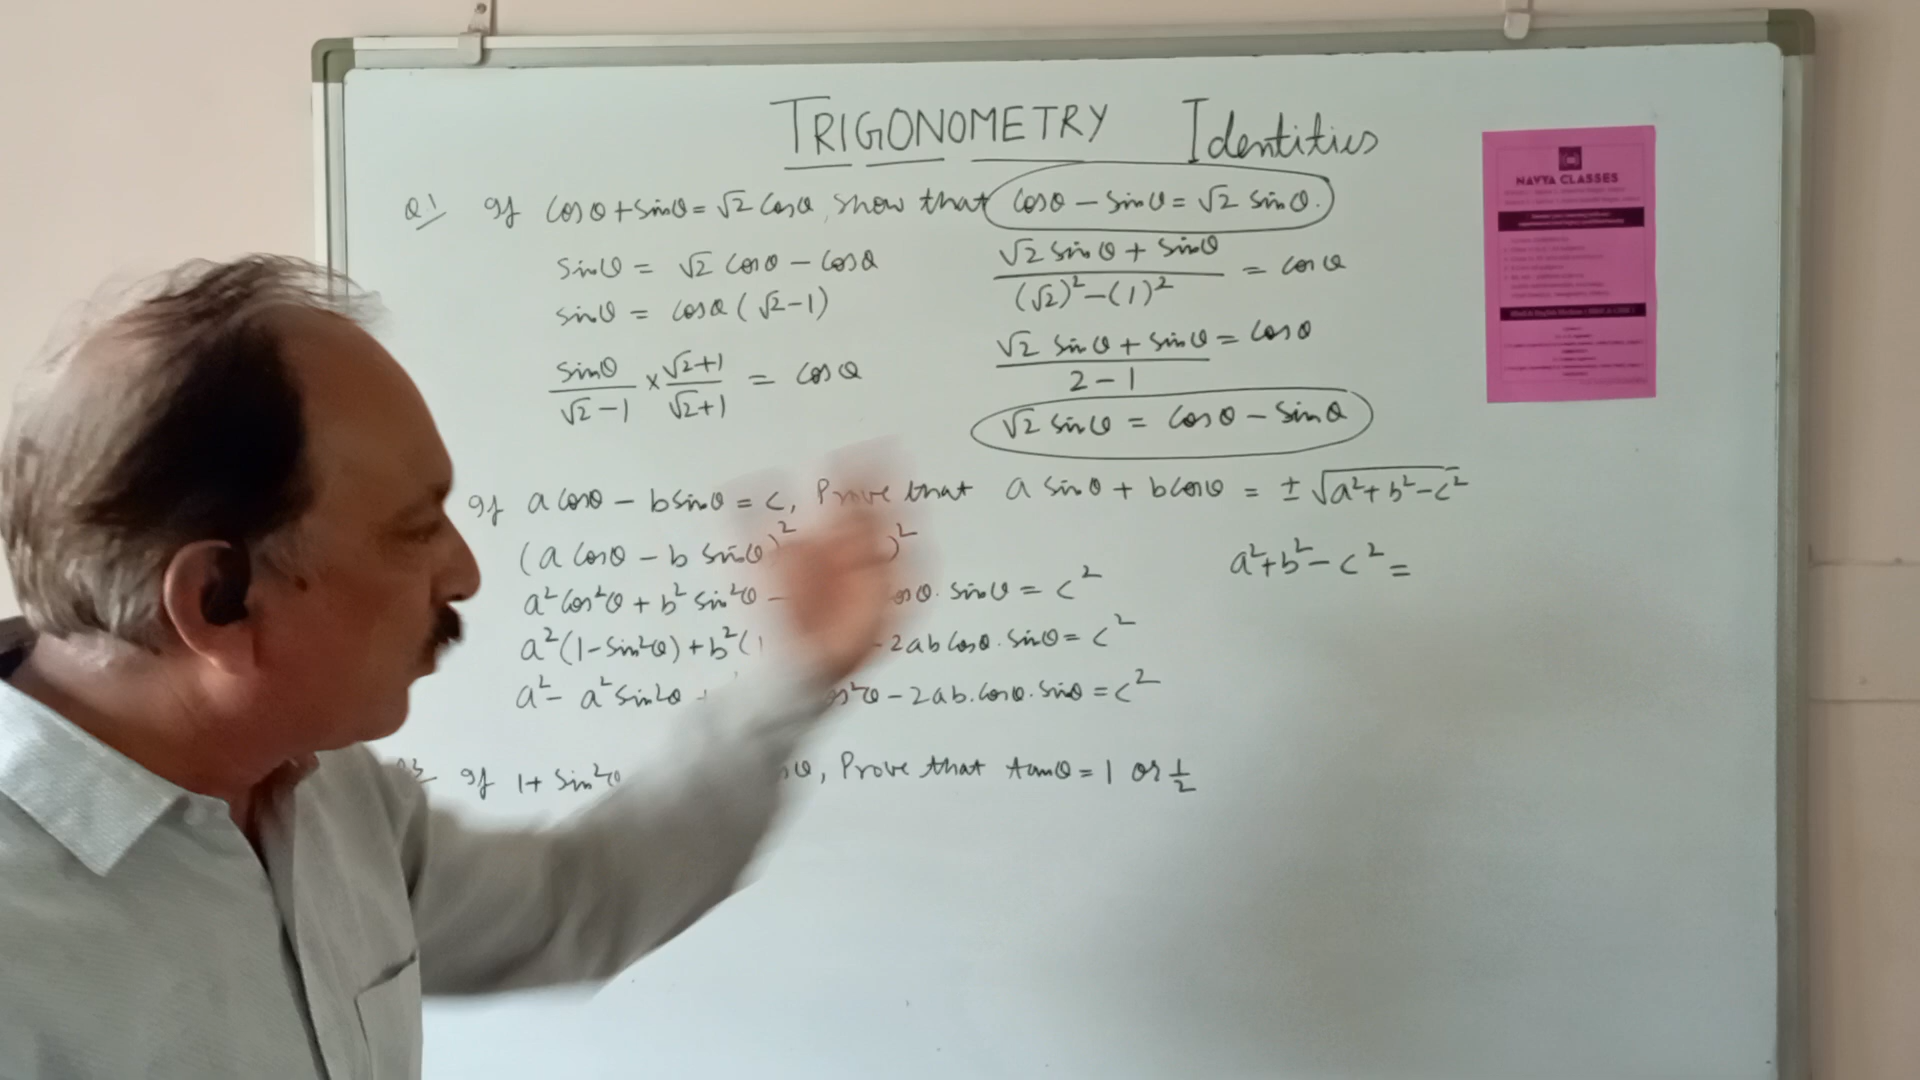 TRIGONOMETRY Identities
Q.1 If cosθ + sinθ = √2 cosθ, show that cosθ - sinθ = √2 sinθ.
sinθ = √2 cosθ - cosθ
sinθ = cosθ (√2-1)
sinθ/(√2-1) × (√2+1)/(√2+1) = cosθ
(√2 sinθ + sinθ)/((√2)² - (1)²) = cosθ
(√2 sinθ + sinθ)/(2-1) = cosθ
√2 sinθ = cosθ - sinθ
If a cosθ - b sinθ = c, Prove that a sinθ + b cosθ = ± √(a²+b²-c²)
(a cosθ - b sinθ)² )²
a² cos²θ + b² sin²θ - osθ. sinθ = c²
a²(1-sin²θ) + b²(1 - 2ab cosθ. sinθ = c²
a² - a² sin²θ os²θ - 2ab. cosθ. sinθ = c²
a²+b²-c² =
If 1 + sin²θ θ, Prove that tanθ = 1 or 1/2
NAVYA CLASSES